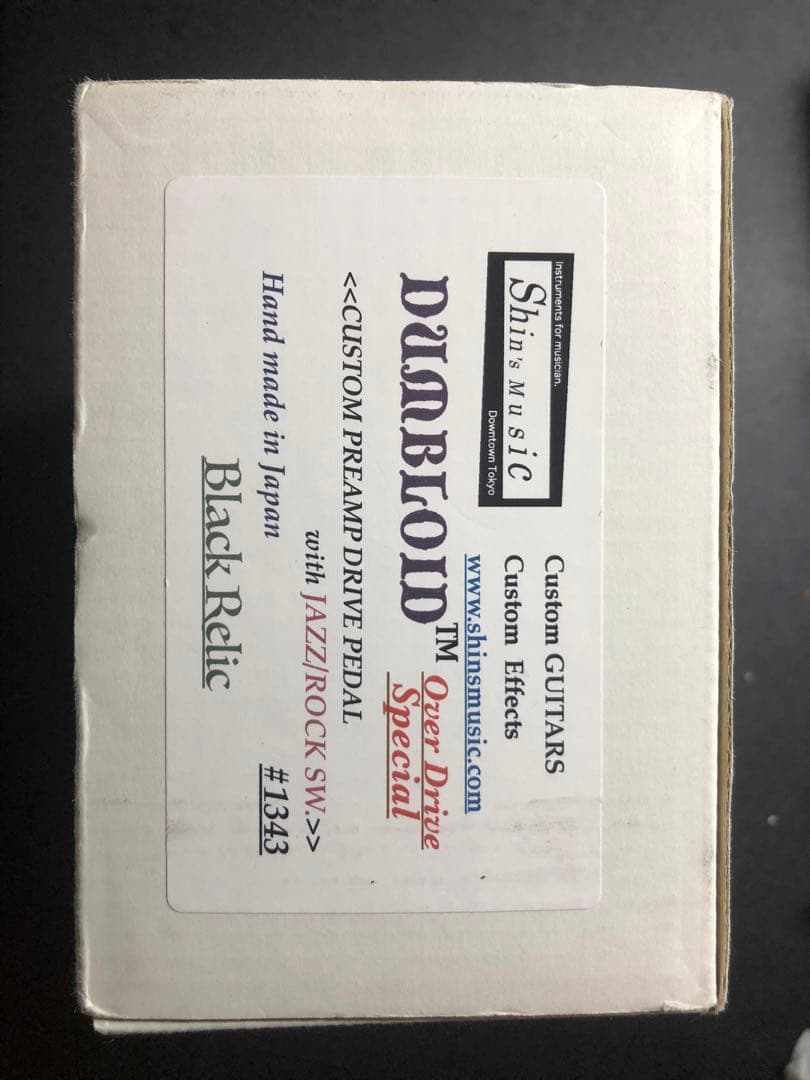 Instruments for musician.
Shin's Music
Downtown Tokyo
Custom GUITARS
Custom Effects
www.shinsmusic.com
DUMBLOID™ Over Drive
Special
<<CUSTOM PREAMP DRIVE PEDAL
with JAZZ/ROCK SW.>>
Hand made in Japan #1343
Black Relic